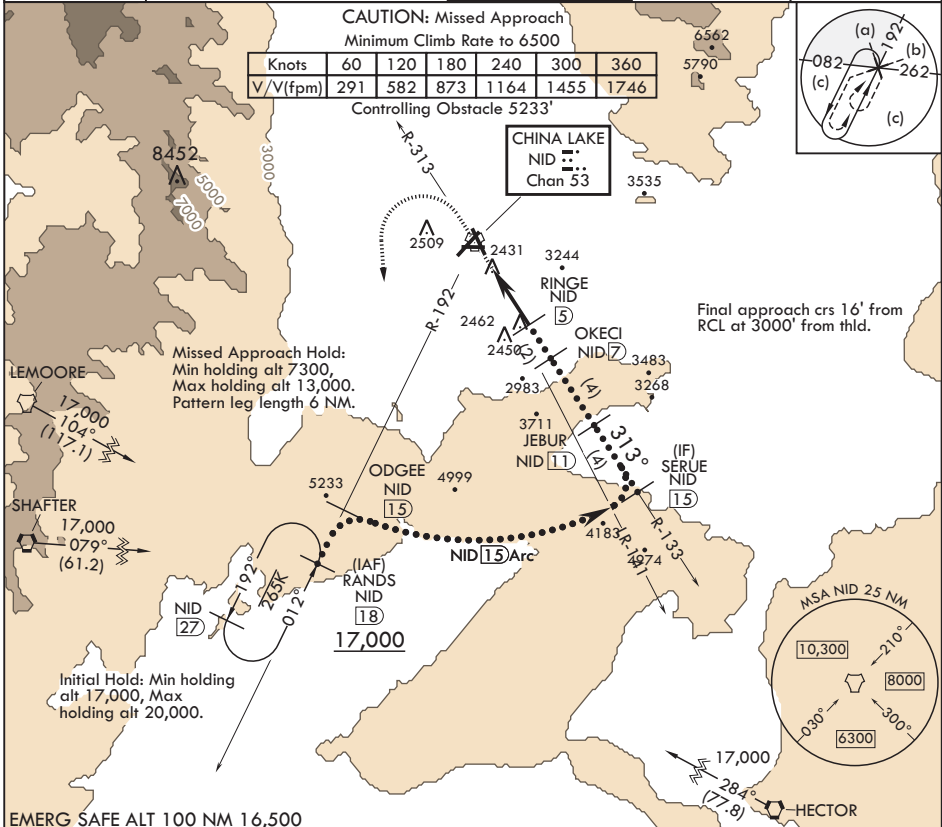 CAUTION: Missed Approach
Minimum Climb Rate to 6500
Knots 60 120 180 240 300 360
V/V(fpm) 291 582 873 1164 1455 1746
Controlling Obstacle 5233'
6562
5790
(a)
192
(b)
082
262
(c)
(c)
CHINA LAKE
NID
Chan 53
R-313
8452
3000
5000
7000
3535
2509
2431
3244
RINGE
NID
5
R-192
2462
2450
(2)
OKECI
NID 7
Final approach crs 16' from
RCL at 3000' from thld.
Missed Approach Hold:
Min holding alt 7300,
Max holding alt 13,000.
Pattern leg length 6 NM.
3483
3268
2983
(4)
3711
JEBUR
NID 11
(4)
313°
(IF)
SERUE
NID
15
LEMOORE
17,000
104°
(117.1)
ODGEE
NID
15
4999
5233
SHAFTER
17,000
079°
(61.2)
4183
R-141
4974
R-133
NID 15 Arc
(IAF)
RANDS
NID
18
17,000
192°
265K
012°
NID
27
MSA NID 25 NM
10,300
210°
8000
030°
300°
6300
Initial Hold: Min holding
alt 17,000, Max
holding alt 20,000.
17,000
284°
(77.8)
HECTOR
EMERG SAFE ALT 100 NM 16,500